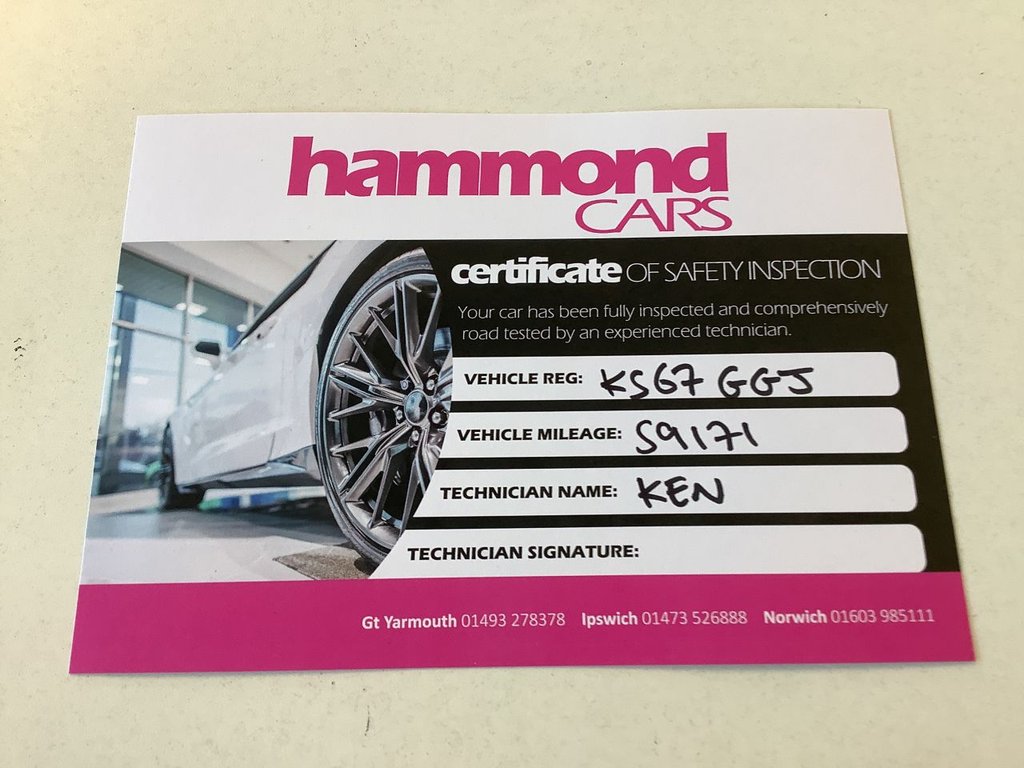 hammond
CARS
certificate OF SAFETY INSPECTION
Your car has been fully inspected and comprehensively
road tested by an experienced technician.
VEHICLE REG: KS67 GGJ
VEHICLE MILEAGE: 59171
TECHNICIAN NAME: KEN
TECHNICIAN SIGNATURE:
Gt Yarmouth 01493 278378 Ipswich 01473 526888 Norwich 01603 985111